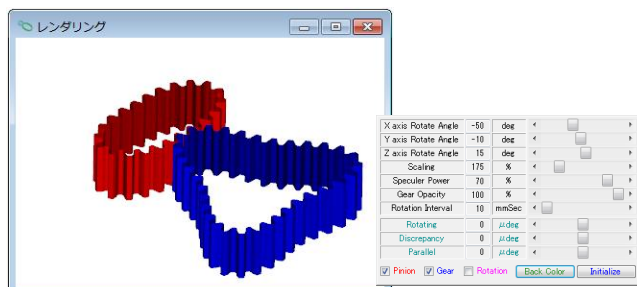 レンダリング
X axis Rotate Angle -50 deg
Y axis Rotate Angle -10 deg
Z axis Rotate Angle 15 deg
Scaling 175 %
Speculer Power 70 %
Gear Opacity 100 %
Rotation Interval 10 mmSec
Rotating 0 μdeg
Discrepancy 0 μdeg
Parallel 0 μdeg
Pinion Gear Rotation Back Color Initialize